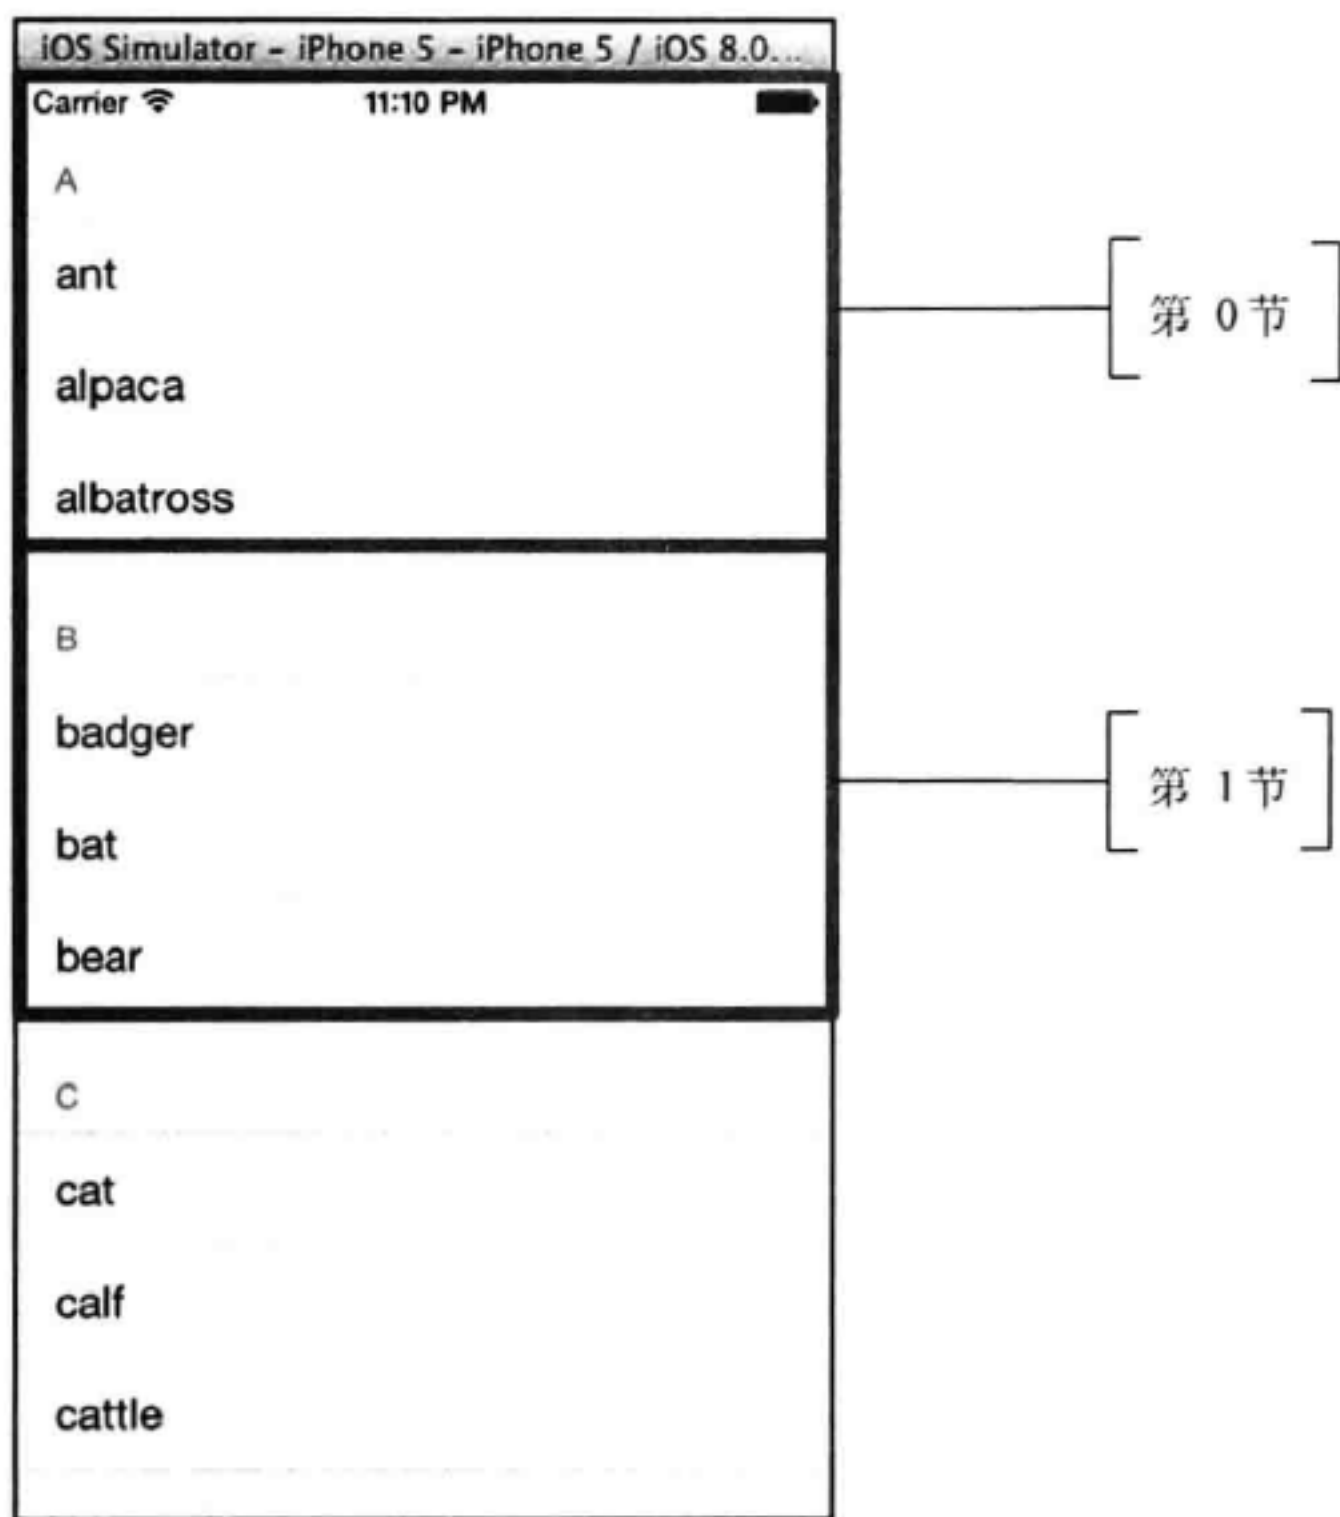 iOS Simulator – iPhone 5 – iPhone 5 / iOS 8.0...
Carrier 11:10 PM
A
ant
第 0 节
alpaca
albatross
B
badger
第 1 节
bat
bear
C
cat
calf
cattle